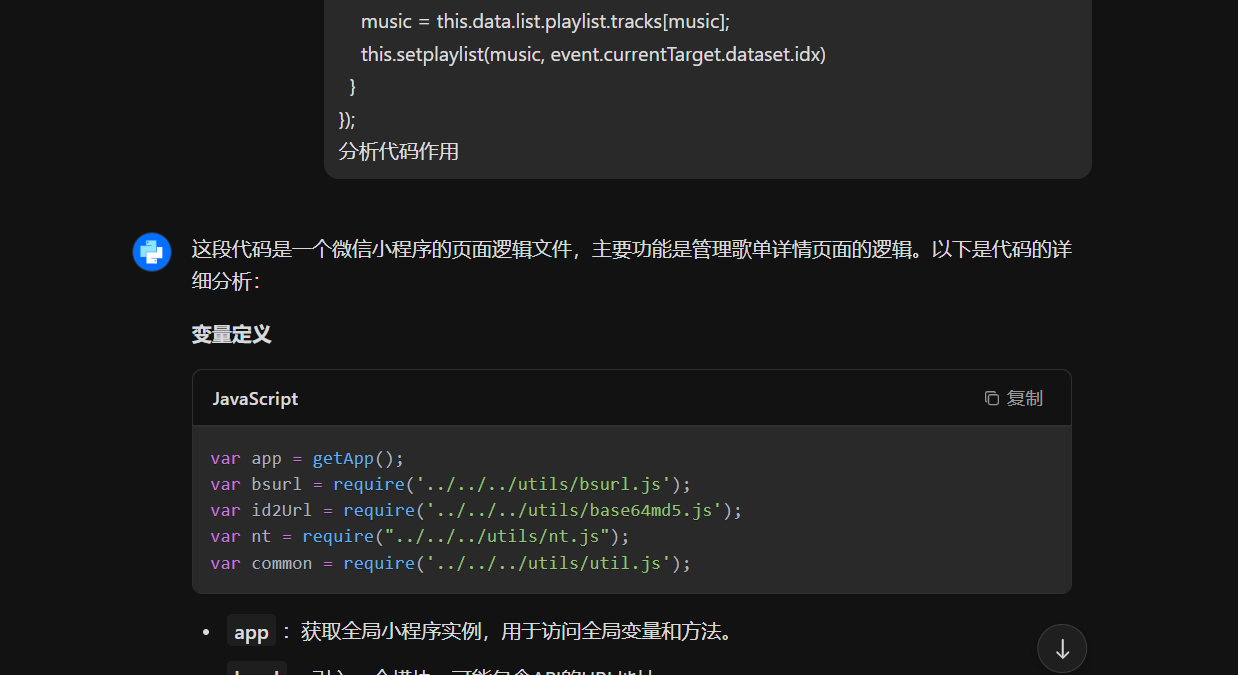 music = this.data.list.playlist.tracks[music];
this.setplaylist(music, event.currentTarget.dataset.idx)
}
});
分析代码作用
这段代码是一个微信小程序的页面逻辑文件，主要功能是管理歌单详情页面的逻辑。以下是代码的详
细分析：
变量定义
JavaScript
复制
var app = getApp();
var bsurl = require('../../../utils/bsurl.js');
var id2Url = require('../../../utils/base64md5.js');
var nt = require("../../../utils/nt.js");
var common = require('../../../utils/util.js');
• app ：获取全局小程序实例，用于访问全局变量和方法。